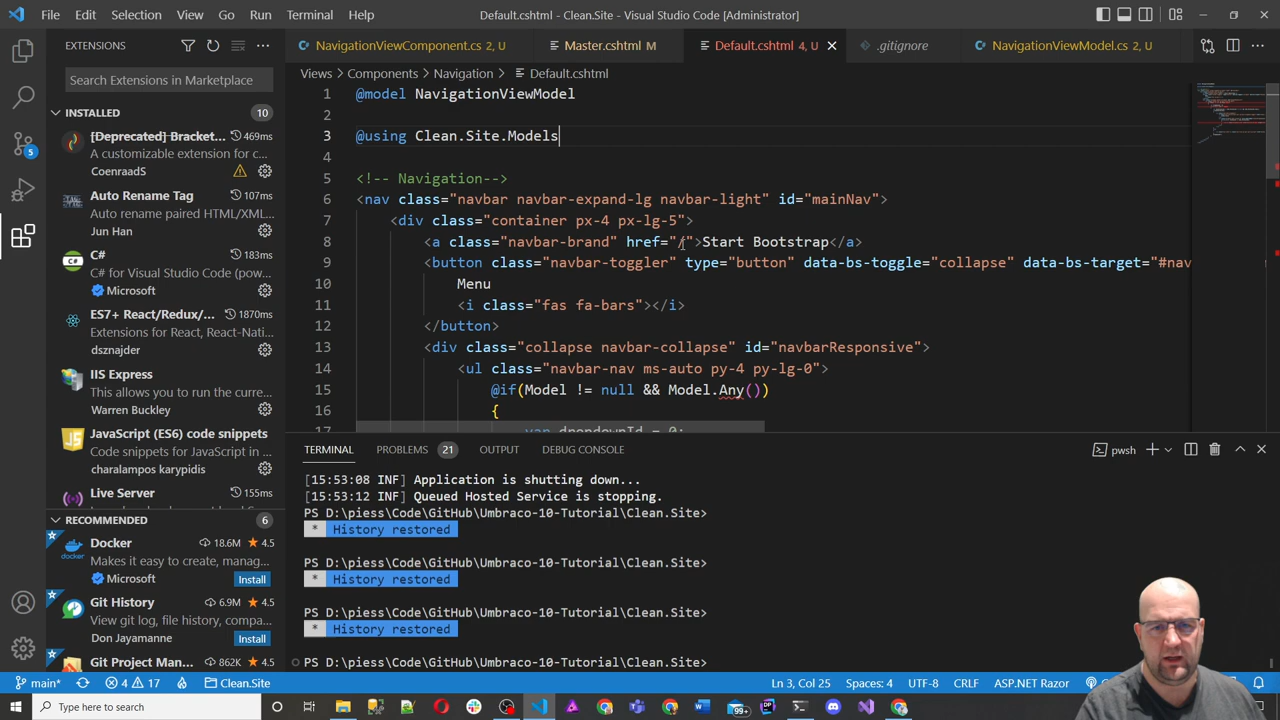 File Edit Selection View Go Run Terminal Help
Default.cshtml - Clean.Site - Visual Studio Code [Administrator]
EXTENSIONS
NavigationViewComponent.cs 2, U
Master.cshtml M
Default.cshtml 4, U
.gitignore
NavigationViewModel.cs 2, U
Search Extensions in Marketplace
Views > Components > Navigation > Default.cshtml
INSTALLED 10
[Deprecated] Bracket... 469ms
A customizable extension for c...
CoenraadS
Auto Rename Tag 107ms
Auto rename paired HTML/XML...
Jun Han
C# 183ms
C# for Visual Studio Code (pow...
Microsoft
ES7+ React/Redux/... 1870ms
Extensions for React, React-Nati...
dsznajder
IIS Express
This allows you to run the curre...
Warren Buckley
JavaScript (ES6) code snippets
Code snippets for JavaScript in ...
charalampos karypidis
Live Server 155ms
RECOMMENDED 6
Docker 18.6M 4.5
Makes it easy to create, manag...
Microsoft Install
Git History 6.9M 4.5
View git log, file history, compa...
Don Jayamanne Install
Git Project Man... 862K 4.5
1 @model NavigationViewModel
2
3 @using Clean.Site.Models
4
5 <!-- Navigation-->
6 <nav class="navbar navbar-expand-lg navbar-light" id="mainNav">
7 <div class="container px-4 px-lg-5">
8 <a class="navbar-brand" href="/">Start Bootstrap</a>
9 <button class="navbar-toggler" type="button" data-bs-toggle="collapse" data-bs-target="#nav
10 Menu
11 <i class="fas fa-bars"></i>
12 </button>
13 <div class="collapse navbar-collapse" id="navbarResponsive">
14 <ul class="navbar-nav ms-auto py-4 py-lg-0">
15 @if(Model != null && Model.Any())
16 {
17 var dropdownId = 0;
TERMINAL PROBLEMS 21 OUTPUT DEBUG CONSOLE
pwsh
[15:53:08 INF] Application is shutting down...
[15:53:12 INF] Queued Hosted Service is stopping.
PS D:\piess\Code\GitHub\Umbraco-10-Tutorial\Clean.Site>
* History restored
PS D:\piess\Code\GitHub\Umbraco-10-Tutorial\Clean.Site>
* History restored
PS D:\piess\Code\GitHub\Umbraco-10-Tutorial\Clean.Site>
* History restored
PS D:\piess\Code\GitHub\Umbraco-10-Tutorial\Clean.Site>
5
main* 4 17 Clean.Site
Ln 3, Col 25 Spaces: 4 UTF-8 CRLF ASP.NET Razor
Type here to search
99+